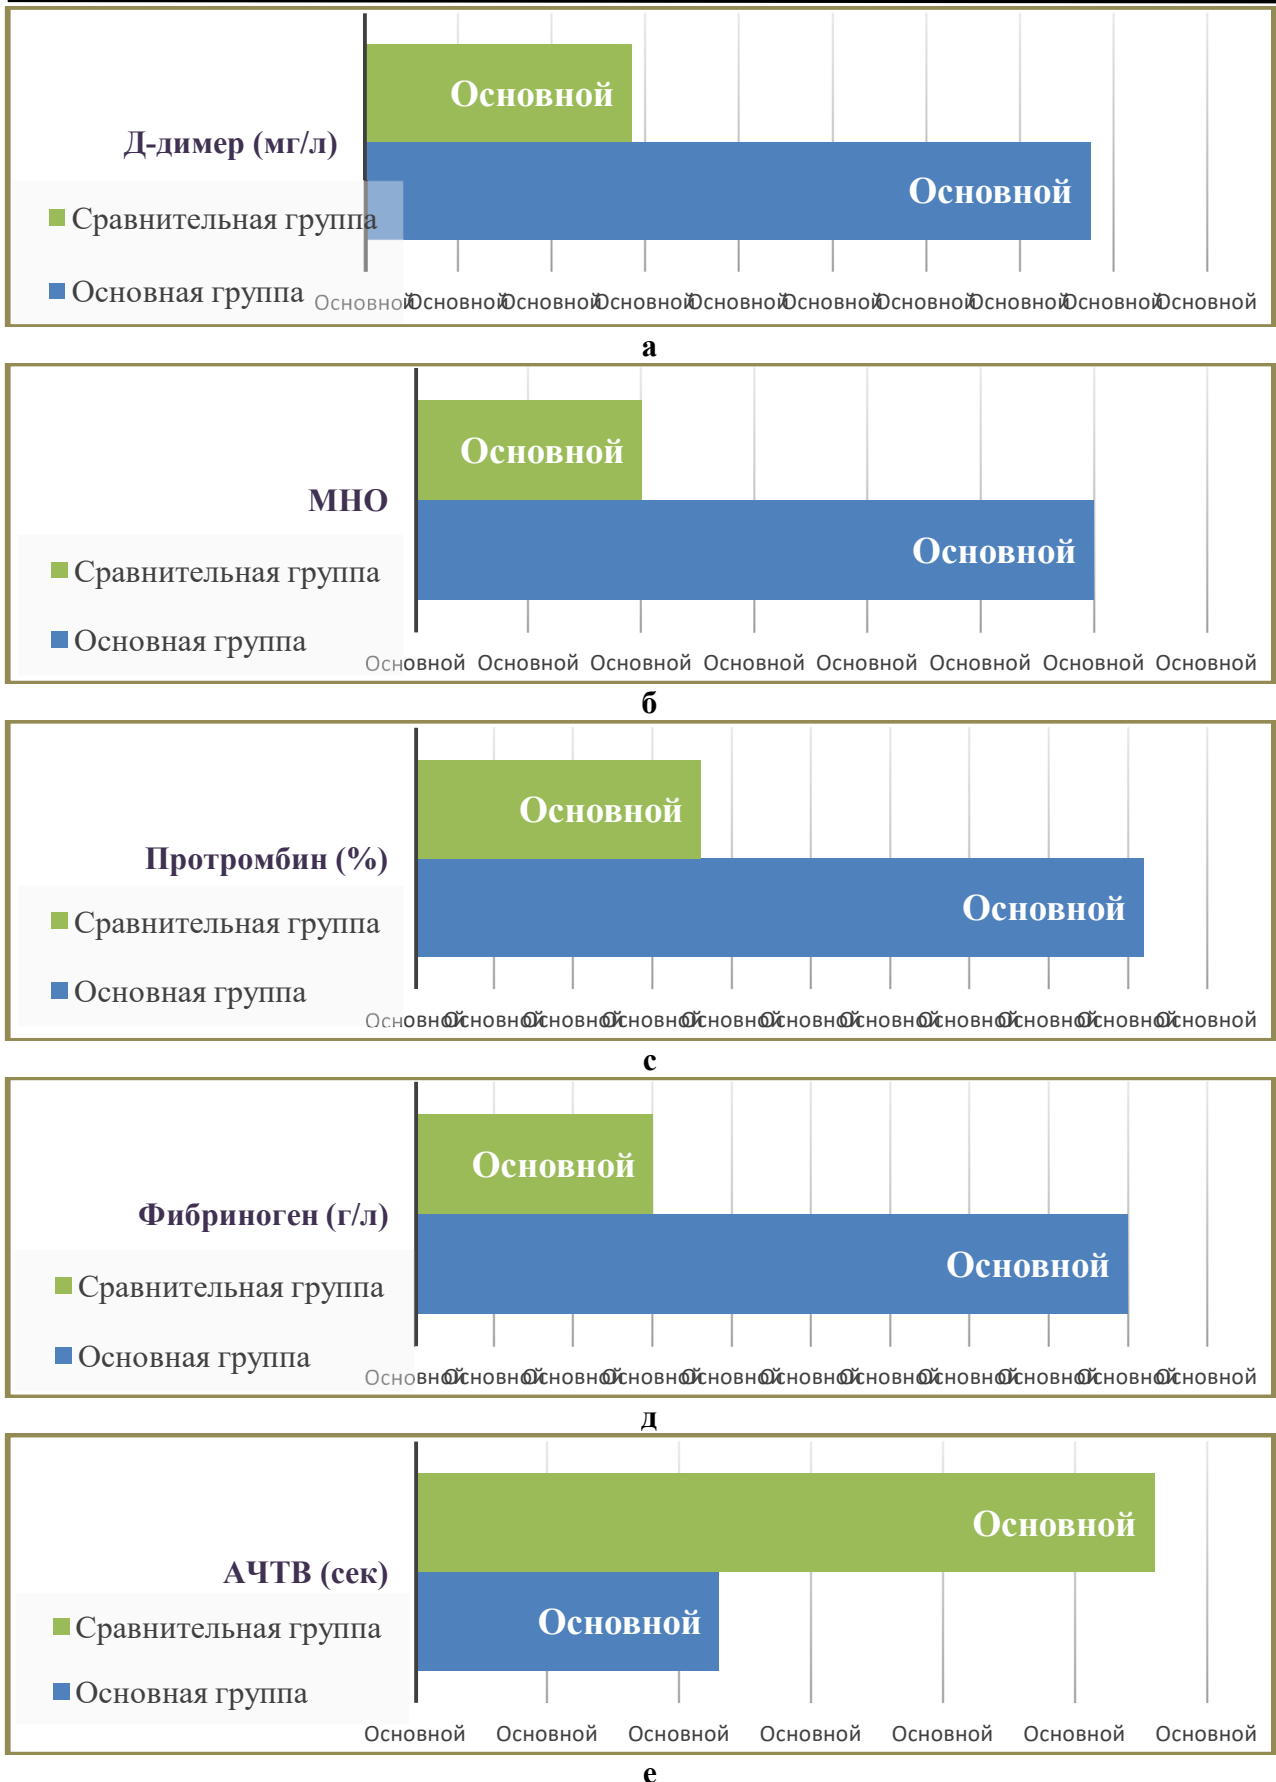 Основной
Д-димер (мг/л)
Основной
Сравнительная группа
Основная группа
Основной Основной Основной Основной Основной Основной Основной Основной Основной Основной
а
Основной
МНО
Основной
Сравнительная группа
Основная группа
Основной Основной Основной Основной Основной Основной Основной Основной
б
Основной
Протромбин (%)
Основной
Сравнительная группа
Основная группа
Основной Основной Основной Основной Основной Основной Основной Основной Основной Основной Основной
с
Основной
Фибриноген (г/л)
Основной
Сравнительная группа
Основная группа
Основной Основной Основной Основной Основной Основной Основной Основной Основной Основной Основной
д
Основной
АЧТВ (сек)
Основной
Сравнительная группа
Основная группа
Основной Основной Основной Основной Основной Основной Основной
е